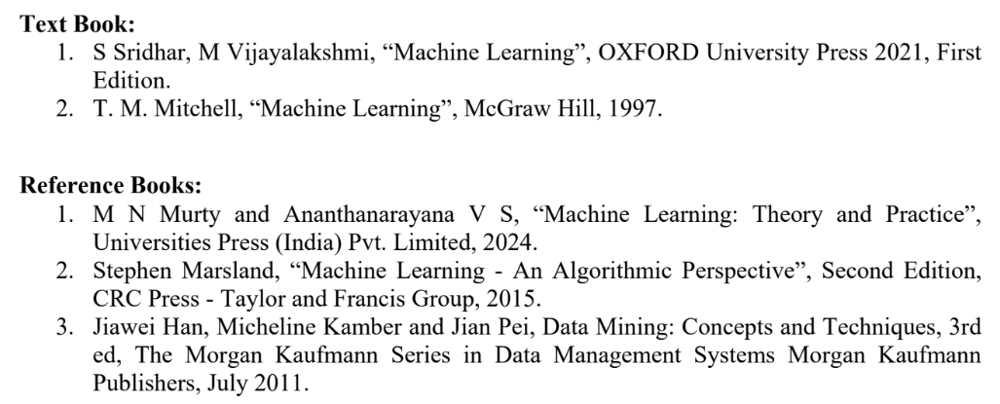 Text Book:
1. S Sridhar, M Vijayalakshmi, “Machine Learning”, OXFORD University Press 2021, First
Edition.
2. T. M. Mitchell, “Machine Learning”, McGraw Hill, 1997.
Reference Books:
1. M N Murty and Ananthanarayana V S, “Machine Learning: Theory and Practice”,
Universities Press (India) Pvt. Limited, 2024.
2. Stephen Marsland, “Machine Learning - An Algorithmic Perspective”, Second Edition,
CRC Press - Taylor and Francis Group, 2015.
3. Jiawei Han, Micheline Kamber and Jian Pei, Data Mining: Concepts and Techniques, 3rd
ed, The Morgan Kaufmann Series in Data Management Systems Morgan Kaufmann
Publishers, July 2011.